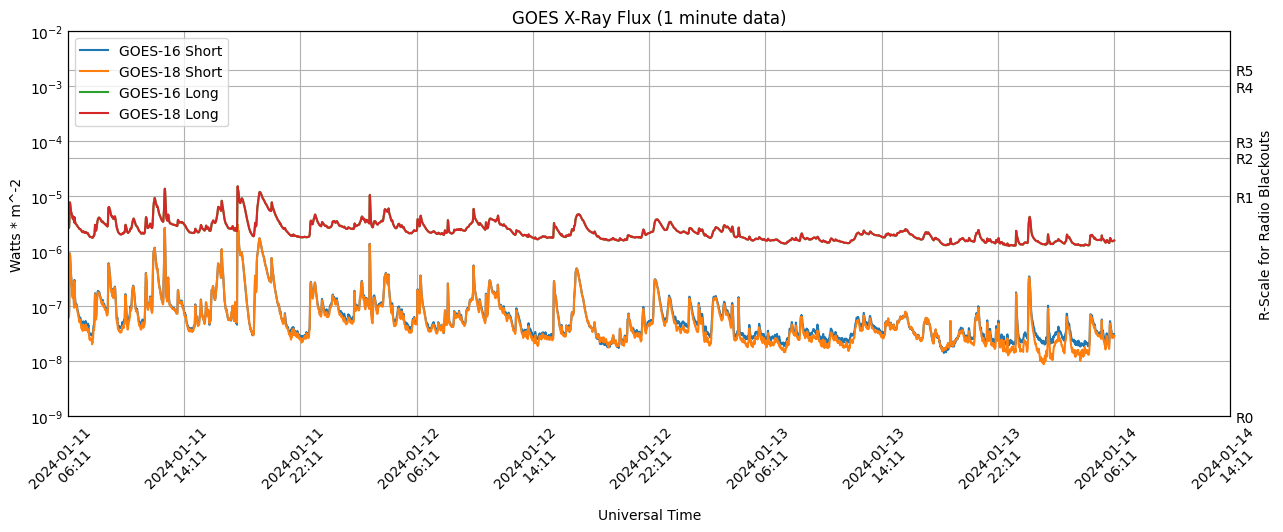 GOES X-Ray Flux (1 minute data)
GOES-16 Short
GOES-18 Short
GOES-16 Long
GOES-18 Long
Watts * m^-2
10⁻²
10⁻³
10⁻⁴
10⁻⁵
10⁻⁶
10⁻⁷
10⁻⁸
10⁻⁹
R5
R4
R3
R2
R1
R0
R-Scale for Radio Blackouts
2024-01-11
06:11
2024-01-11
14:11
2024-01-11
22:11
2024-01-12
06:11
2024-01-12
14:11
2024-01-12
22:11
2024-01-13
06:11
2024-01-13
14:11
2024-01-13
22:11
2024-01-14
06:11
2024-01-14
14:11
Universal Time